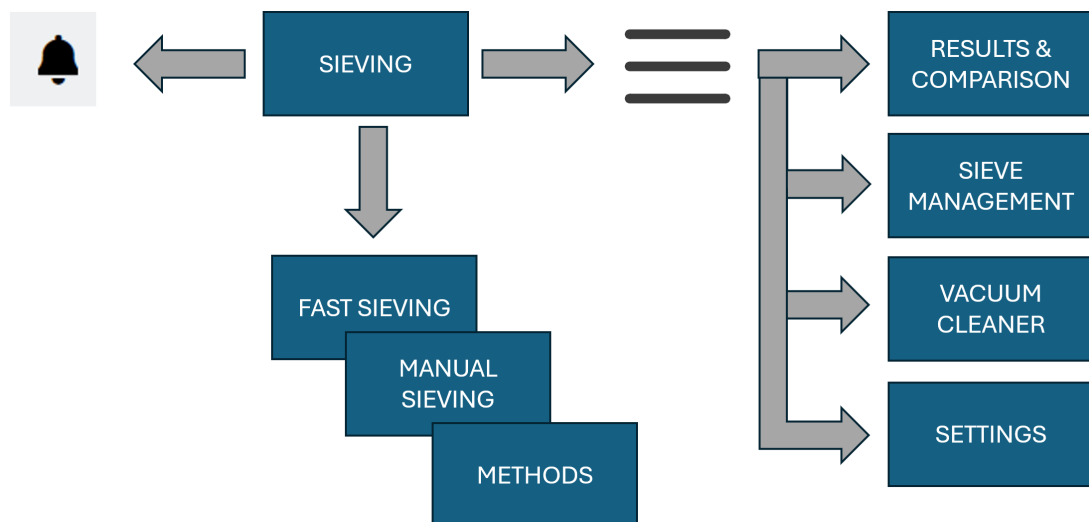 SIEVING
RESULTS &
COMPARISON
SIEVE
MANAGEMENT
FAST SIEVING
VACUUM
CLEANER
MANUAL
SIEVING
SETTINGS
METHODS